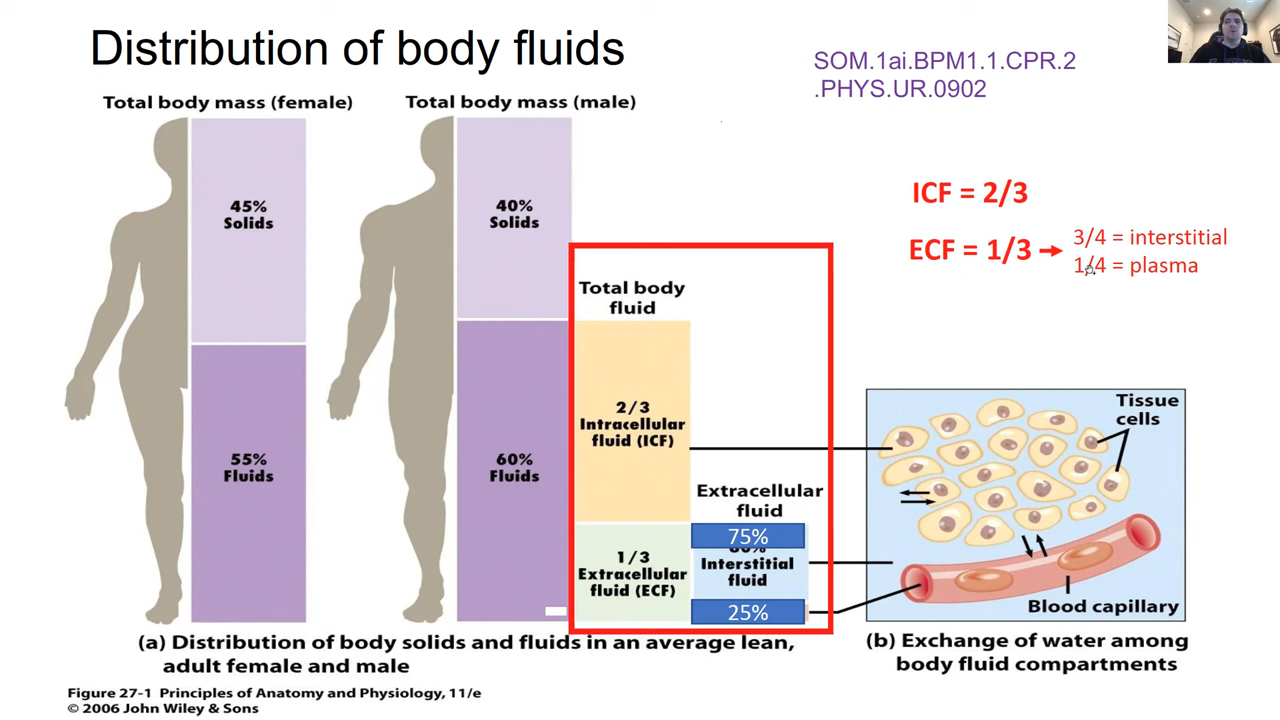 Distribution of body fluids
SOM.1ai.BPM1.1.CPR.2
.PHYS.UR.0902
Total body mass (female)
Total body mass (male)
45%
Solids
40%
Solids
55%
Fluids
60%
Fluids
Total body
fluid
2/3
Intracellular
fluid (ICF)
1/3
Extracellular
fluid (ECF)
Extracellular
fluid
75%
Interstitial
fluid
25%
ICF = 2/3
ECF = 1/3
3/4 = interstitial
1/4 = plasma
Tissue
cells
Blood capillary
(a) Distribution of body solids and fluids in an average lean,
adult female and male
(b) Exchange of water among
body fluid compartments
Figure 27-1 Principles of Anatomy and Physiology, 11/e
© 2006 John Wiley & Sons